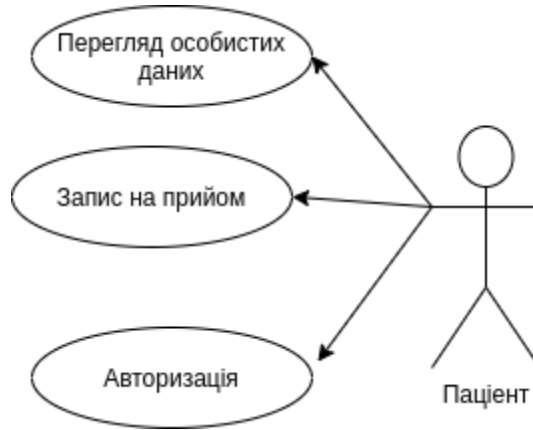 Перегляд особистих
даних
Запис на прийом
Авторизація
Пацієнт